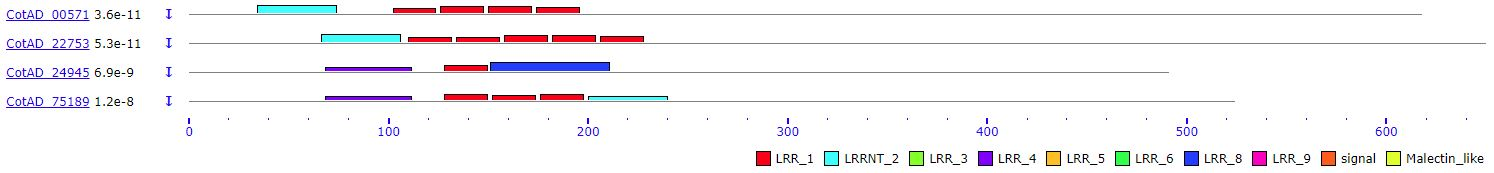 CotAD_00571 3.6e-11 ↧
CotAD_22753 5.3e-11 ↧
CotAD_24945 6.9e-9 ↧
CotAD_75189 1.2e-8 ↧
0 100 200 300 400 500 600
LRR_1 LRRNT_2 LRR_3 LRR_4 LRR_5 LRR_6 LRR_8 LRR_9 signal Malectin_like